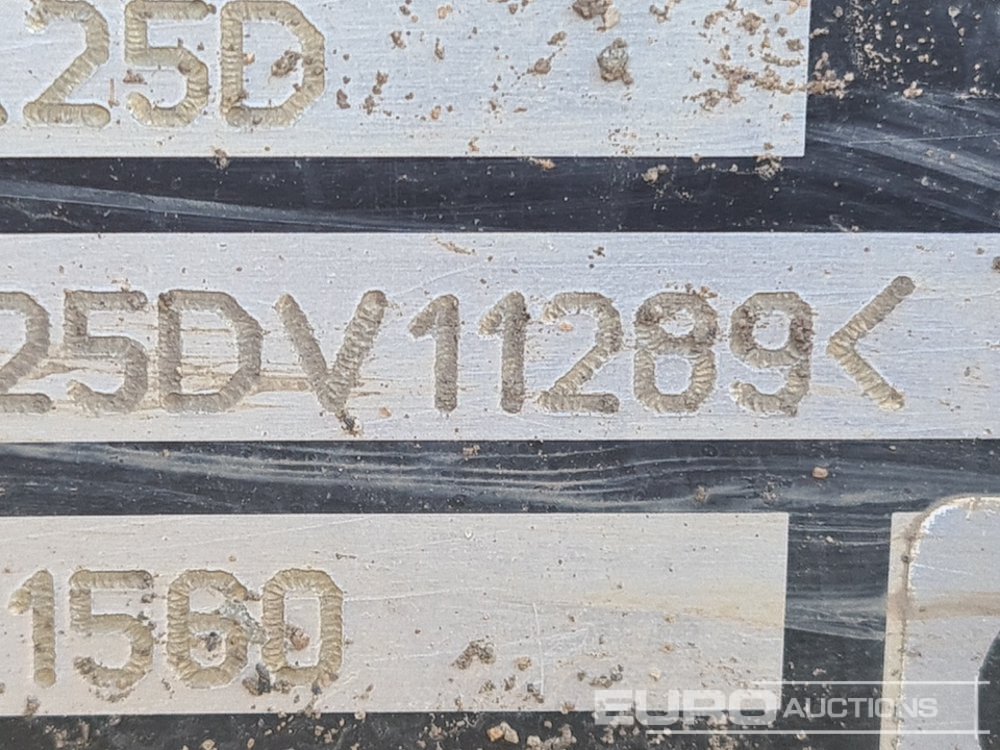 .25D
25DV11289<
1560
EURO AUCTIONS